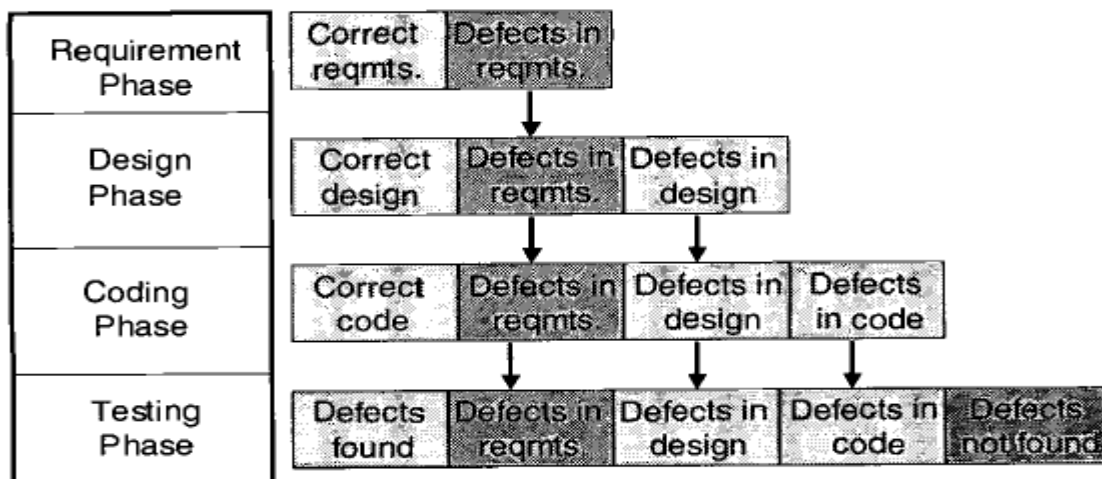 Requirement
Phase
Correct
reqmts.
Defects in
reqmts.
Design
Phase
Correct
design
Defects in
reqmts.
Defects in
design
Coding
Phase
Correct
code
Defects in
reqmts.
Defects in
design
Defects
in code
Testing
Phase
Defects
found
Defects in
reqmts.
Defects in
design
Defects in
code
Defects
not found